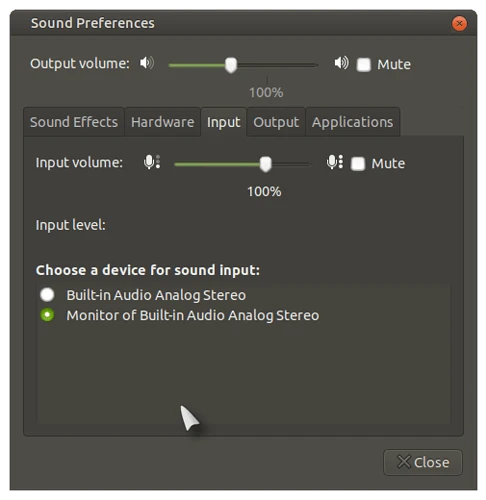 Sound Preferences
Output volume: Mute
100%
Sound Effects Hardware Input Output Applications
Input volume: Mute
100%
Input level:
Choose a device for sound input:
Built-in Audio Analog Stereo
Monitor of Built-in Audio Analog Stereo
Close